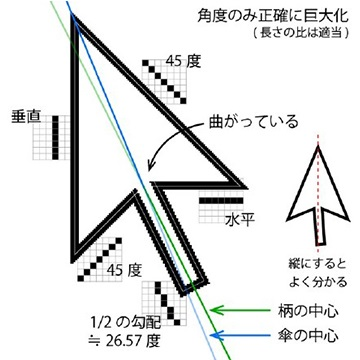 角度のみ正確に巨大化
( 長さの比は適当 )
45 度
垂直
曲がっている
水平
45 度
縦にすると
よく分かる
1/2 の勾配
≒ 26.57 度
柄の中心
傘の中心